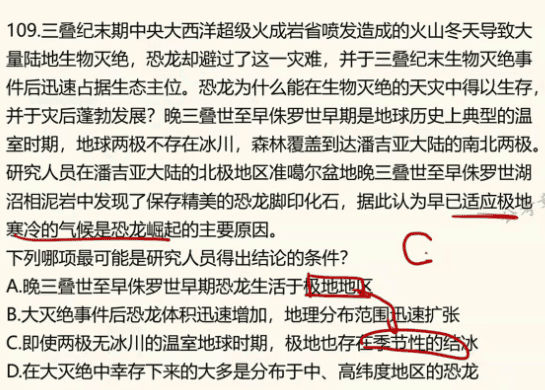 109.三叠纪末期中央大西洋超级火成岩省喷发造成的火山冬天导致大
量陆地生物灭绝，恐龙却避过了这一灾难，并于三叠纪末生物灭绝事
件后迅速占据生态主位。恐龙为什么能在生物灭绝的天灾中得以生存，
并于灾后蓬勃发展？晚三叠世至早侏罗世早期是地球历史上典型的温
室时期，地球两极不存在冰川，森林覆盖到达潘吉亚大陆的南北两极。
研究人员在潘吉亚大陆的北极地区准噶尔盆地晚三叠世至早侏罗世湖
沼相泥岩中发现了保存精美的恐龙脚印化石，据此认为早已适应极地
寒冷的气候是恐龙崛起的主要原因。
C.
下列哪项最可能是研究人员得出结论的条件？
A.晚三叠世至早侏罗世早期恐龙生活于极地地区
B.大灭绝事件后恐龙体积迅速增加，地理分布范围迅速扩张
C.即使两极无冰川的温室地球时期，极地也存在季节性的结冰
D.在大灭绝中幸存下来的大多是分布于中、高纬度地区的恐龙